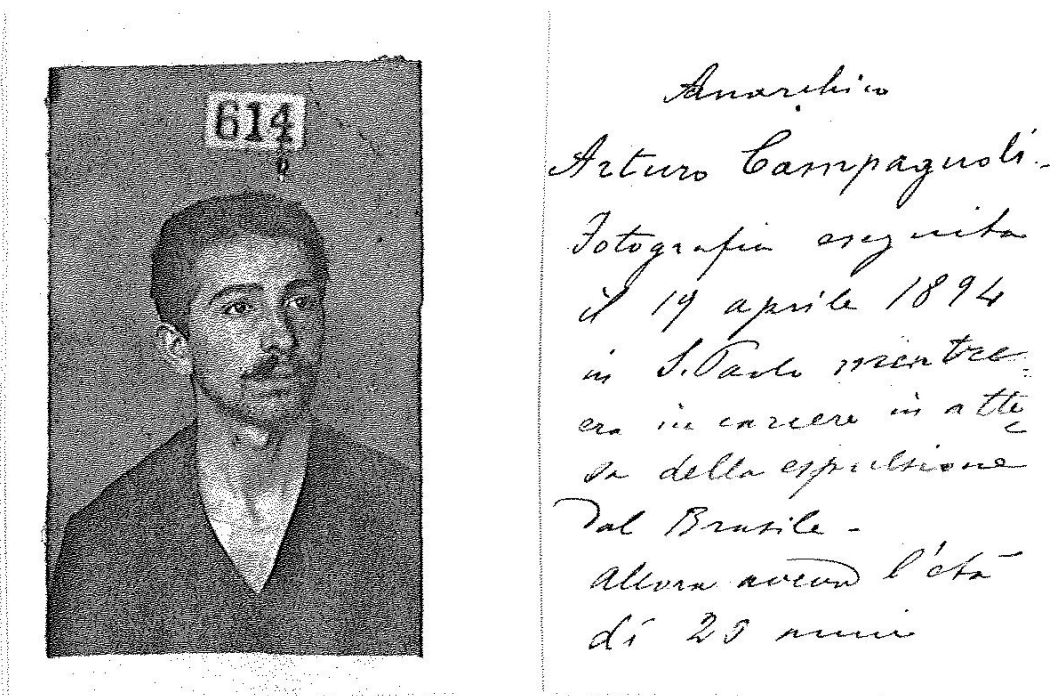 614
Anarchico
Arturo Campagnoli -
Fotografia eseguita
il 19 aprile 1894
in S. Paolo mentre
era in carcere in atte=
sa della espulsione
dal Brasile -
Allora aveva l'età
di anni